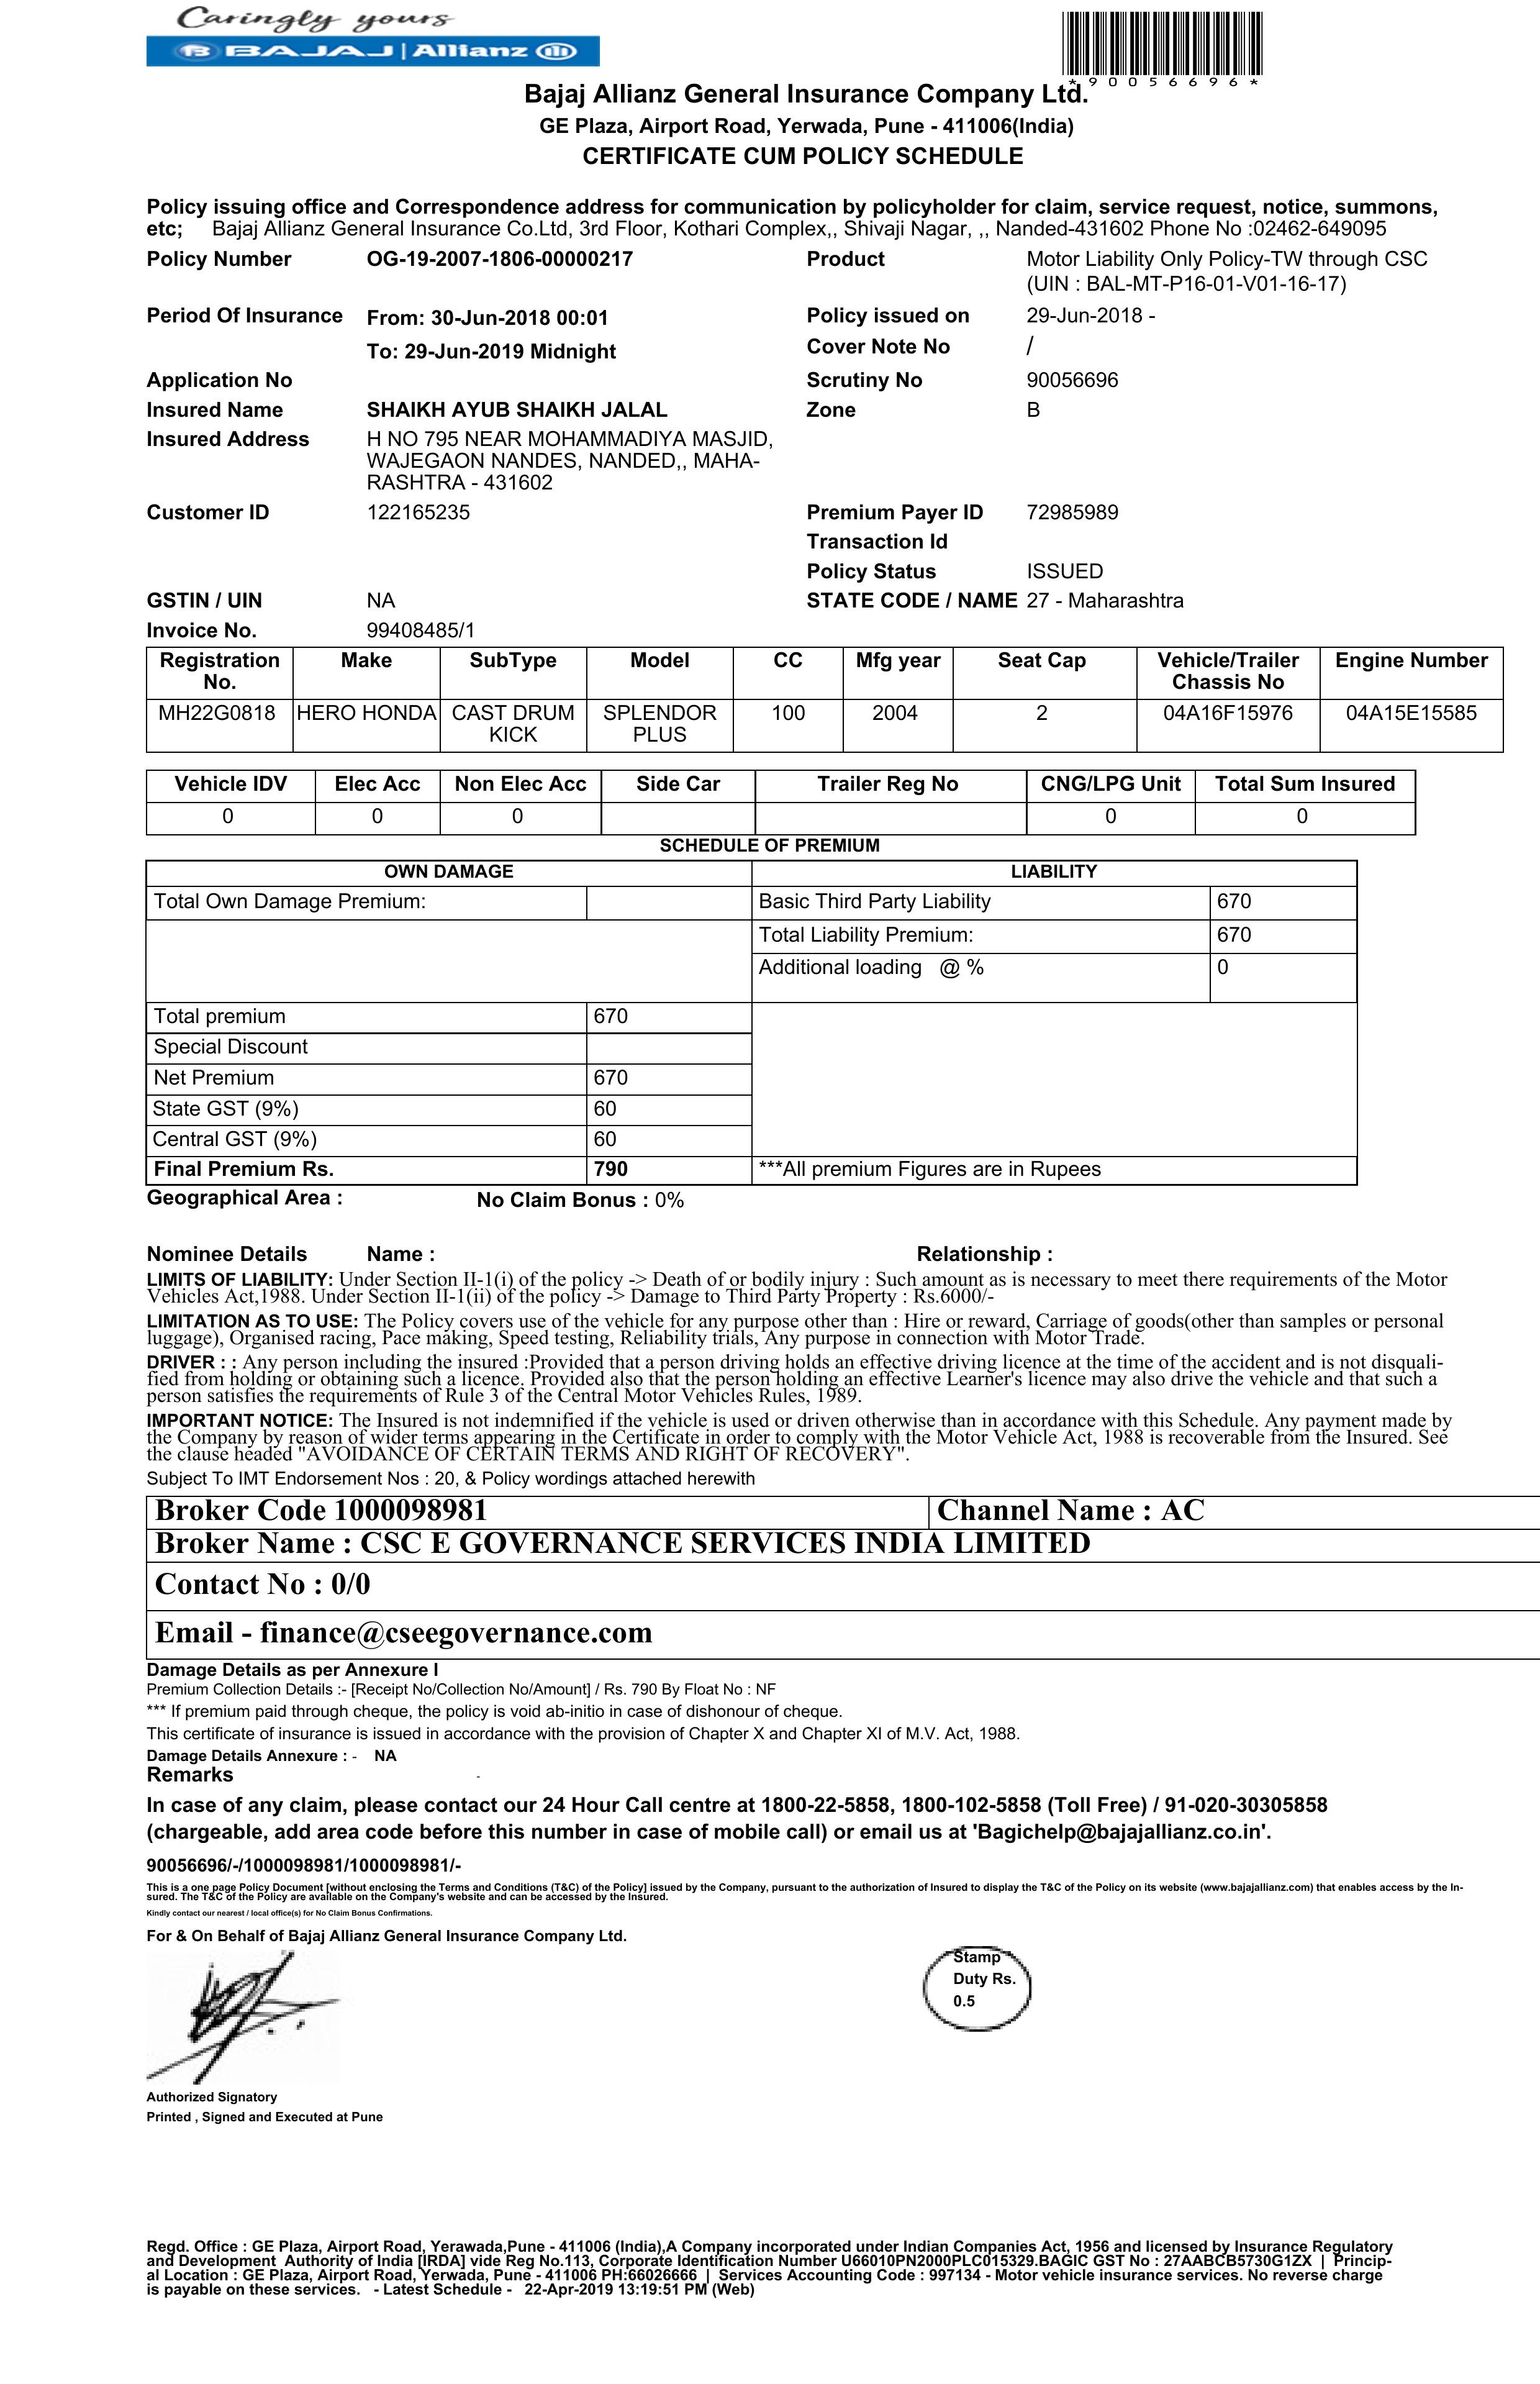 Caringly yours
BAJAJ | Allianz
*90056696*
Bajaj Allianz General Insurance Company Ltd.
GE Plaza, Airport Road, Yerwada, Pune - 411006(India)
CERTIFICATE CUM POLICY SCHEDULE
Policy issuing office and Correspondence address for communication by policyholder for claim, service request, notice, summons,
etc; Bajaj Allianz General Insurance Co.Ltd, 3rd Floor, Kothari Complex,, Shivaji Nagar, ,, Nanded-431602 Phone No :02462-649095
Policy Number OG-19-2007-1806-00000217 Product Motor Liability Only Policy-TW through CSC
(UIN : BAL-MT-P16-01-V01-16-17)
Period Of Insurance From: 30-Jun-2018 00:01 Policy issued on 29-Jun-2018 -
To: 29-Jun-2019 Midnight Cover Note No /
Application No Scrutiny No 90056696
Insured Name SHAIKH AYUB SHAIKH JALAL Zone B
Insured Address H NO 795 NEAR MOHAMMADIYA MASJID,
WAJEGAON NANDES, NANDED,, MAHA-
RASHTRA - 431602
Customer ID 122165235 Premium Payer ID 72985989
Transaction Id
Policy Status ISSUED
GSTIN / UIN NA STATE CODE / NAME 27 - Maharashtra
Invoice No. 99408485/1
Registration No. Make SubType Model CC Mfg year Seat Cap Vehicle/Trailer Chassis No Engine Number
MH22G0818 HERO HONDA CAST DRUM KICK SPLENDOR PLUS 100 2004 2 04A16F15976 04A15E15585
Vehicle IDV Elec Acc Non Elec Acc Side Car Trailer Reg No CNG/LPG Unit Total Sum Insured
0 0 0 0 0
SCHEDULE OF PREMIUM
OWN DAMAGE LIABILITY
Total Own Damage Premium: Basic Third Party Liability 670
Total Liability Premium: 670
Additional loading @ % 0
Total premium 670
Special Discount
Net Premium 670
State GST (9%) 60
Central GST (9%) 60
Final Premium Rs. 790 ***All premium Figures are in Rupees
Geographical Area : No Claim Bonus : 0%
Nominee Details Name : Relationship :
LIMITS OF LIABILITY: Under Section II-1(i) of the policy -> Death of or bodily injury : Such amount as is necessary to meet there requirements of the Motor
Vehicles Act,1988. Under Section II-1(ii) of the policy -> Damage to Third Party Property : Rs.6000/-
LIMITATION AS TO USE: The Policy covers use of the vehicle for any purpose other than : Hire or reward, Carriage of goods(other than samples or personal
luggage), Organised racing, Pace making, Speed testing, Reliability trials, Any purpose in connection with Motor Trade.
DRIVER : : Any person including the insured :Provided that a person driving holds an effective driving licence at the time of the accident and is not disquali-
fied from holding or obtaining such a licence. Provided also that the person holding an effective Learner's licence may also drive the vehicle and that such a
person satisfies the requirements of Rule 3 of the Central Motor Vehicles Rules, 1989.
IMPORTANT NOTICE: The Insured is not indemnified if the vehicle is used or driven otherwise than in accordance with this Schedule. Any payment made by
the Company by reason of wider terms appearing in the Certificate in order to comply with the Motor Vehicle Act, 1988 is recoverable from the Insured. See
the clause headed "AVOIDANCE OF CERTAIN TERMS AND RIGHT OF RECOVERY".
Subject To IMT Endorsement Nos : 20, & Policy wordings attached herewith
Broker Code 1000098981 Channel Name : AC
Broker Name : CSC E GOVERNANCE SERVICES INDIA LIMITED
Contact No : 0/0
Email - finance@cseegovernance.com
Damage Details as per Annexure I
Premium Collection Details :- [Receipt No/Collection No/Amount] / Rs. 790 By Float No : NF
*** If premium paid through cheque, the policy is void ab-initio in case of dishonour of cheque.
This certificate of insurance is issued in accordance with the provision of Chapter X and Chapter XI of M.V. Act, 1988.
Damage Details Annexure : - NA
Remarks -
In case of any claim, please contact our 24 Hour Call centre at 1800-22-5858, 1800-102-5858 (Toll Free) / 91-020-30305858
(chargeable, add area code before this number in case of mobile call) or email us at 'Bagichelp@bajajallianz.co.in'.
90056696/-/1000098981/1000098981/-
This is a one page Policy Document [without enclosing the Terms and Conditions (T&C) of the Policy] issued by the Company, pursuant to the authorization of Insured to display the T&C of the Policy on its website (www.bajajallianz.com) that enables access by the In-
sured. The T&C of the Policy are available on the Company's website and can be accessed by the Insured.
Kindly contact our nearest / local office(s) for No Claim Bonus Confirmations.
For & On Behalf of Bajaj Allianz General Insurance Company Ltd.
Stamp
Duty Rs.
0.5
Authorized Signatory
Printed , Signed and Executed at Pune
Regd. Office : GE Plaza, Airport Road, Yerawada,Pune - 411006 (India),A Company incorporated under Indian Companies Act, 1956 and licensed by Insurance Regulatory
and Development Authority of India [IRDA] vide Reg No.113, Corporate Identification Number U66010PN2000PLC015329.BAGIC GST No : 27AABCB5730G1ZX | Princip-
al Location : GE Plaza, Airport Road, Yerwada, Pune - 411006 PH:66026666 | Services Accounting Code : 997134 - Motor vehicle insurance services. No reverse charge
is payable on these services. - Latest Schedule - 22-Apr-2019 13:19:51 PM (Web)